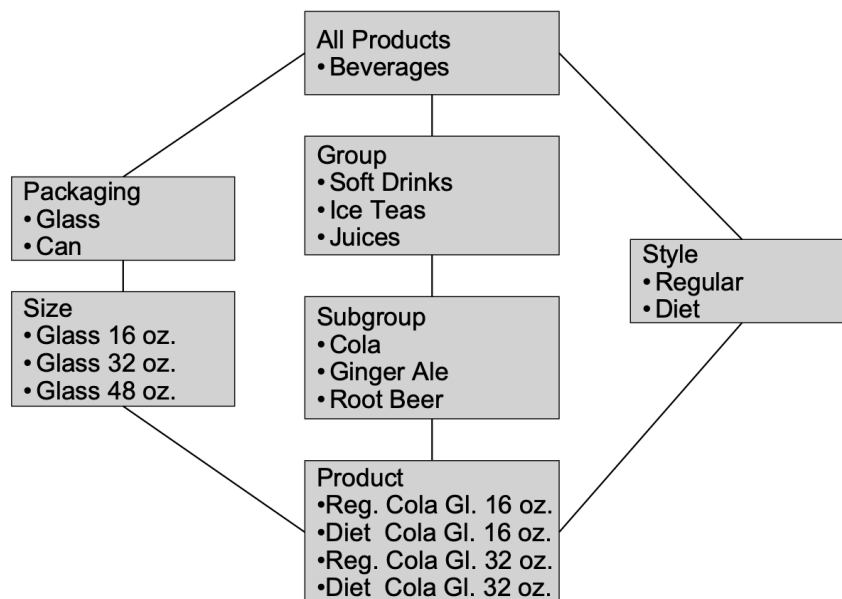 All Products
• Beverages
Group
• Soft Drinks
• Ice Teas
• Juices
Packaging
• Glass
• Can
Style
• Regular
• Diet
Size
• Glass 16 oz.
• Glass 32 oz.
• Glass 48 oz.
Subgroup
• Cola
• Ginger Ale
• Root Beer
Product
•Reg. Cola Gl. 16 oz.
•Diet  Cola Gl. 16 oz.
•Reg. Cola Gl. 32 oz.
•Diet  Cola Gl. 32 oz.